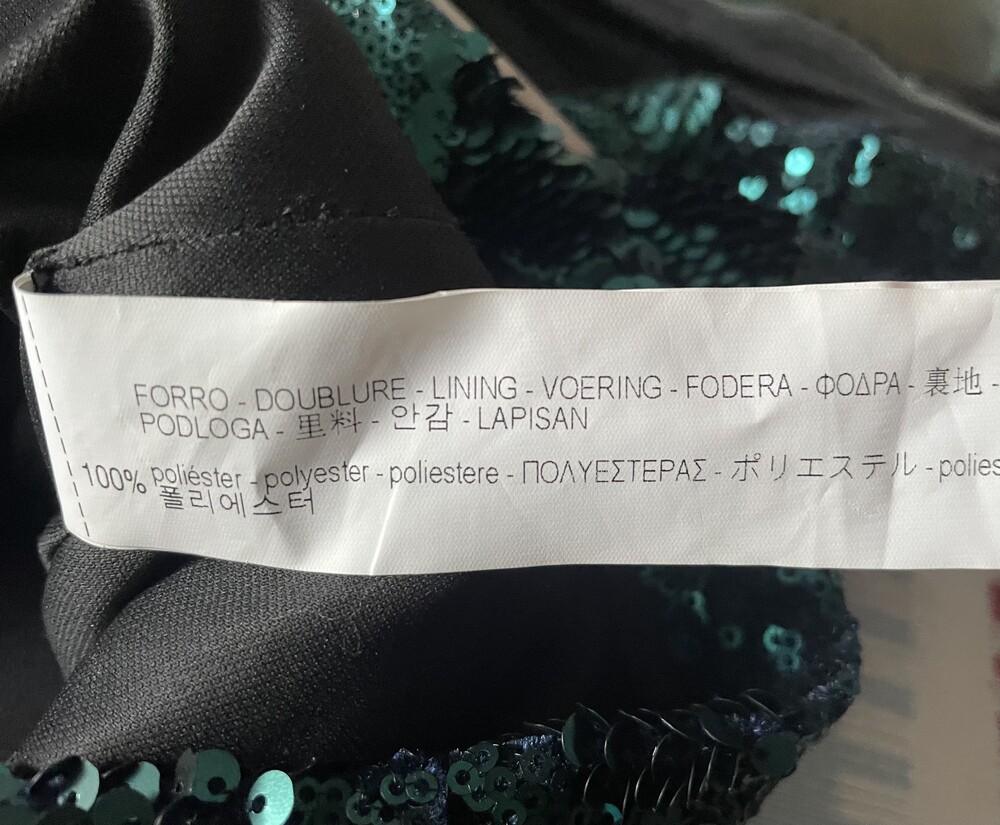 FORRO - DOUBLURE - LINING - VOERING - FODERA - ΦΟΔΡΑ - 裏地 -
PODLOGA - 里料 - 안감 - LAPISAN
100% poliéster - polyester - poliestere - ΠΟΛΥΕΣΤΕΡΑΣ - ポリエステル - polies
폴리에스터